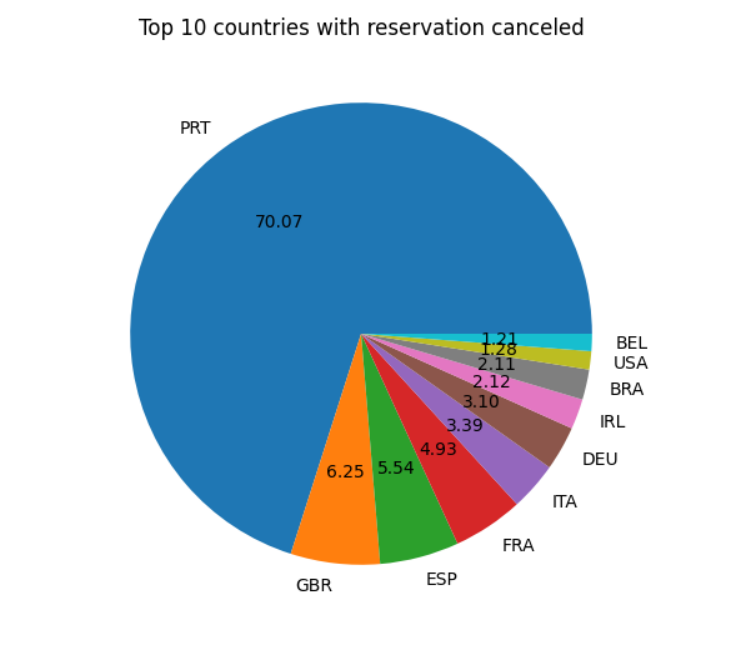 Top 10 countries with reservation canceled
PRT
70.07
1.21
BEL
1.28
USA
2.11
BRA
2.12
IRL
3.10
DEU
3.39
ITA
4.93
FRA
5.54
ESP
6.25
GBR